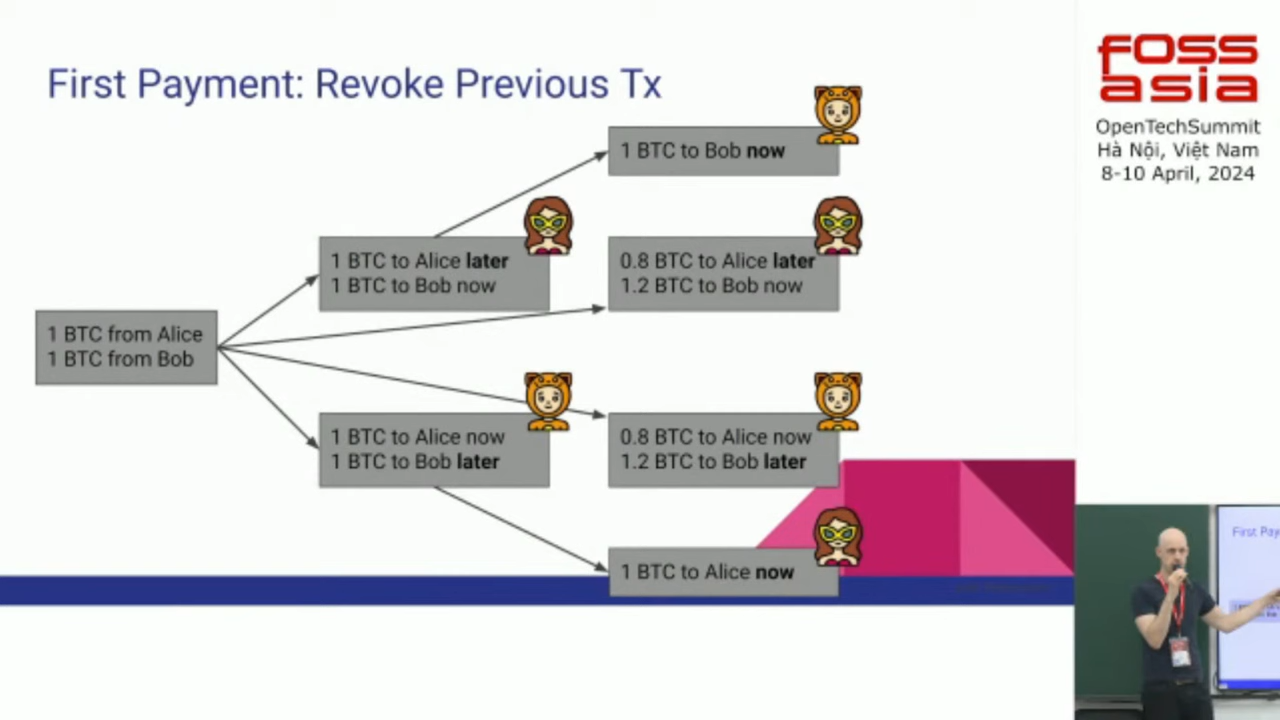 First Payment: Revoke Previous Tx
1 BTC to Bob now
1 BTC to Alice later
1 BTC to Bob now
0.8 BTC to Alice later
1.2 BTC to Bob now
1 BTC from Alice
1 BTC from Bob
1 BTC to Alice now
1 BTC to Bob later
0.8 BTC to Alice now
1.2 BTC to Bob later
1 BTC to Alice now
FOSS
asia
OpenTechSummit
Hà Nội, Việt Nam
8-10 April, 2024
First Pay